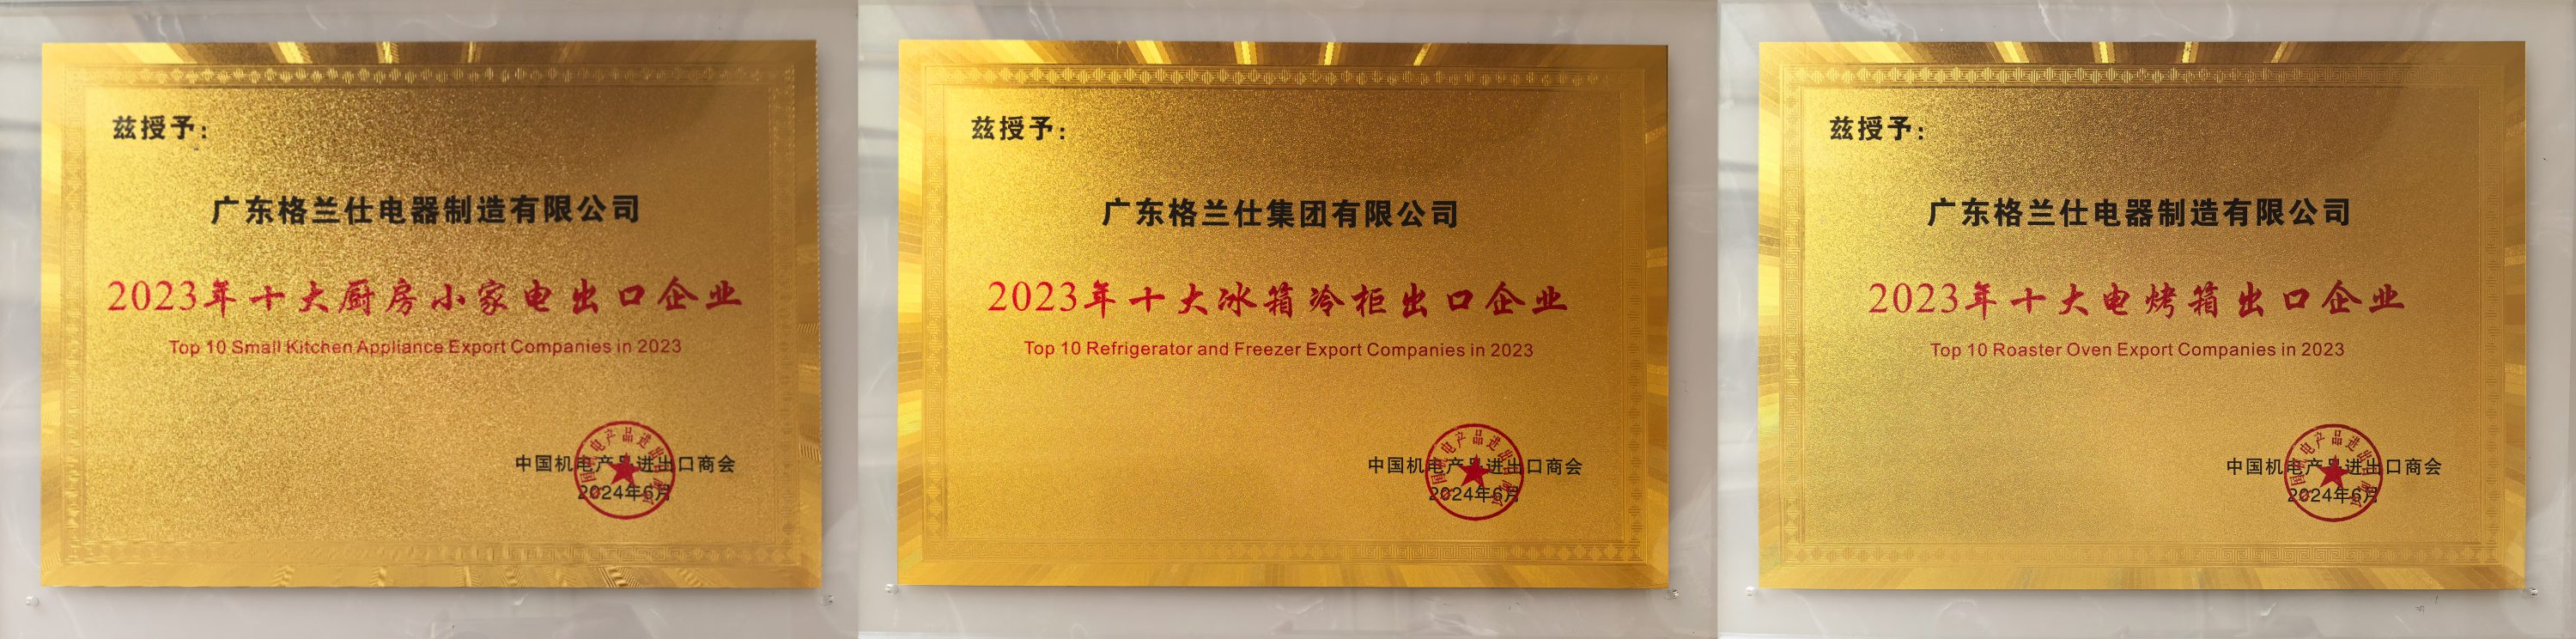 兹授予：
广东格兰仕电器制造有限公司
2023年十大厨房小家电出口企业
Top 10 Small Kitchen Appliance Export Companies in 2023
中国机电产品进出口商会
2024年6月
兹授予：
广东格兰仕集团有限公司
2023年十大冰箱冷柜出口企业
Top 10 Refrigerator and Freezer Export Companies in 2023
中国机电产品进出口商会
2024年6月
兹授予：
广东格兰仕电器制造有限公司
2023年十大电烤箱出口企业
Top 10 Roaster Oven Export Companies in 2023
中国机电产品进出口商会
2024年6月